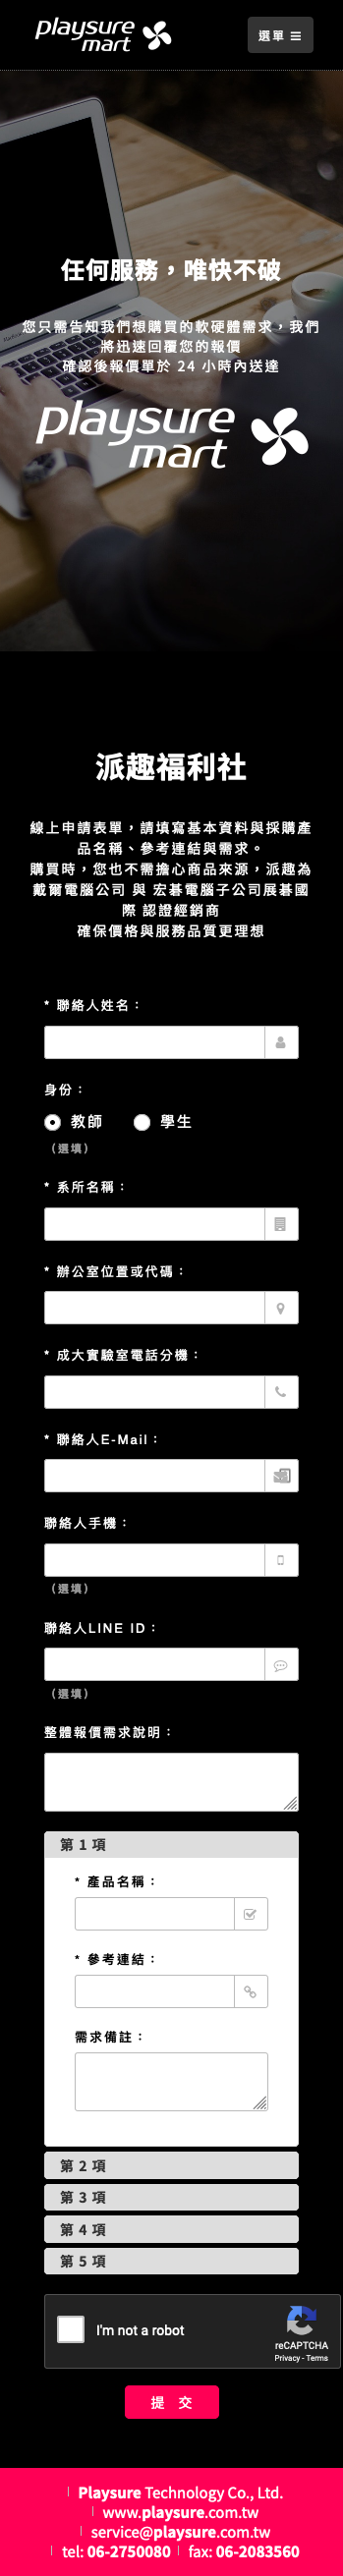 playsure
mart
選單
任何服務，唯快不破
您只需告知我們想購買的軟硬體需求，我們
將迅速回覆您的報價
確認後報價單於 24 小時內送達
playsure
mart
派趣福利社
線上申請表單，請填寫基本資料與採購產
品名稱、參考連結與需求。
購買時，您也不需擔心商品來源，派趣為
戴爾電腦公司 與 宏碁電腦子公司展碁國
際 認證經銷商
確保價格與服務品質更理想
* 聯絡人姓名：
身份：
教師 學生
（選填）
* 系所名稱：
* 辦公室位置或代碼：
* 成大實驗室電話分機：
* 聯絡人E-Mail：
聯絡人手機：
（選填）
聯絡人LINE ID：
（選填）
整體報價需求說明：
第 1 項
* 產品名稱：
* 參考連結：
需求備註：
第 2 項
第 3 項
第 4 項
第 5 項
I'm not a robot
reCAPTCHA
Privacy - Terms
提 交
Playsure Technology Co., Ltd.
www.playsure.com.tw
service@playsure.com.tw
tel: 06-2750080 fax: 06-2083560